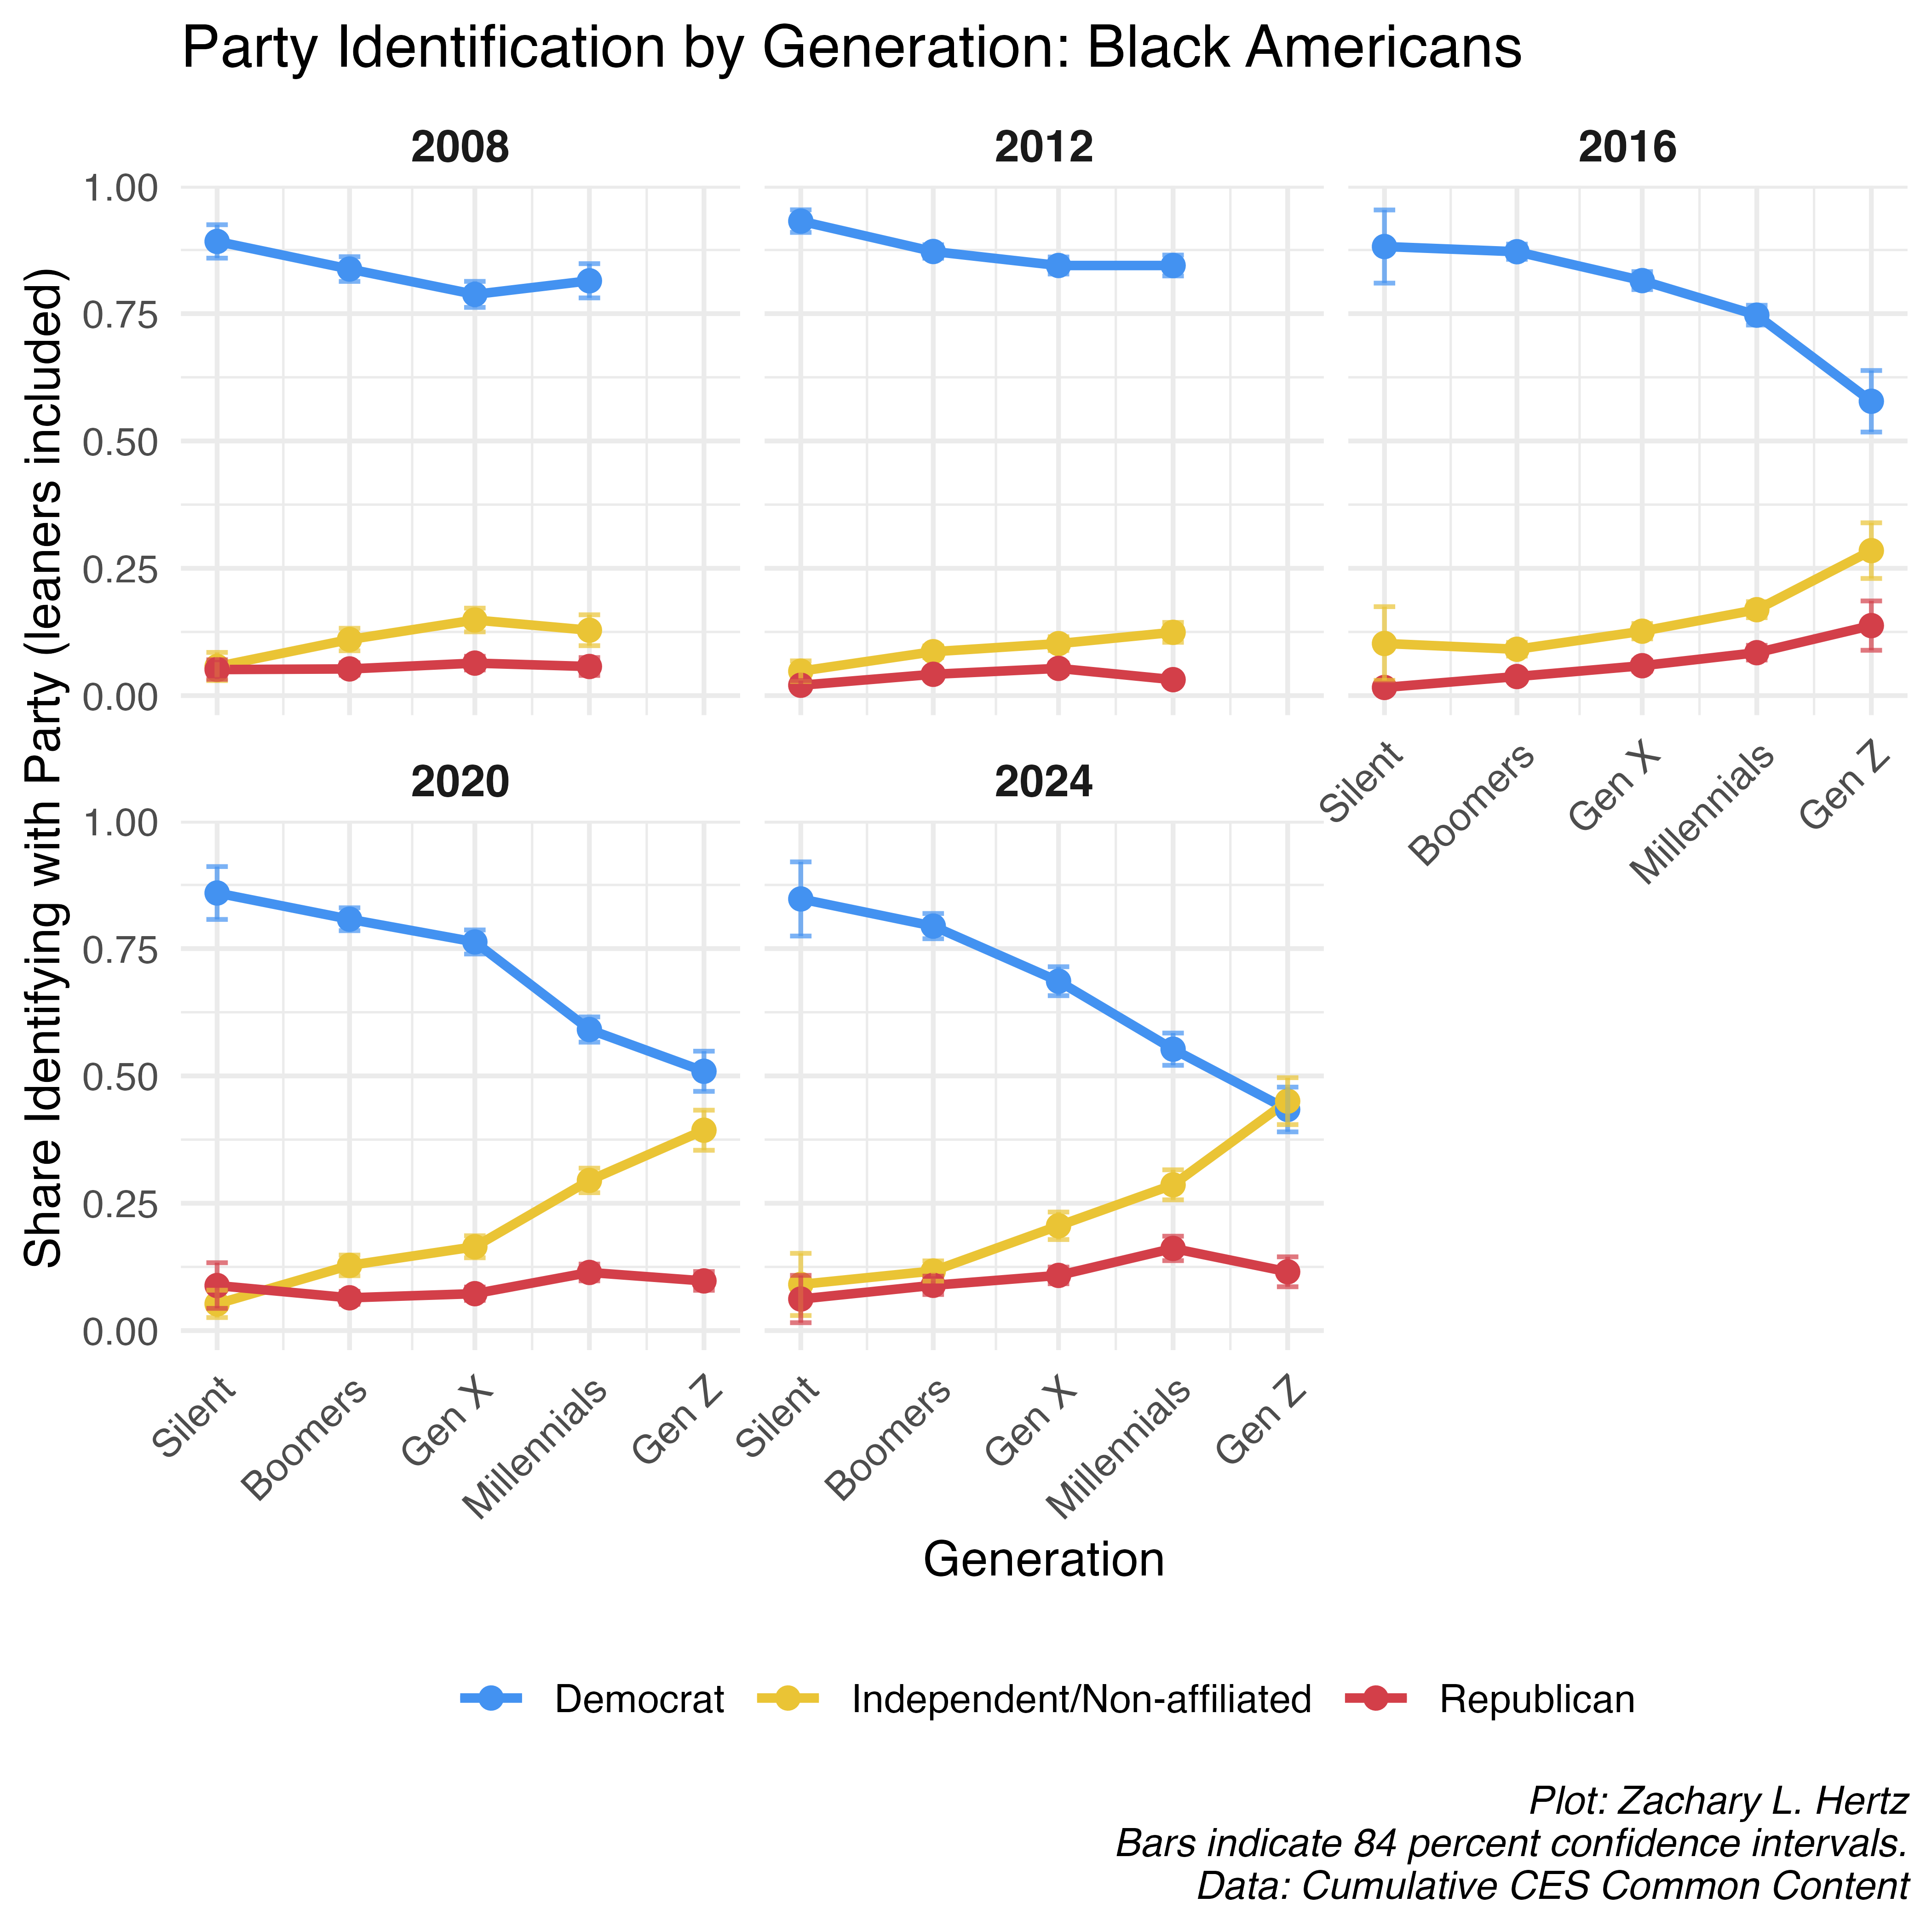 Party Identification by Generation: Black Americans
2008
2012
2016
1.00
0.75
0.50
0.25
0.00
Silent
Boomers
Gen X
Millennials
Gen Z
2020
2024
1.00
0.75
0.50
0.25
0.00
Silent
Boomers
Gen X
Millennials
Gen Z
Silent
Boomers
Gen X
Millennials
Gen Z
Share Identifying with Party (leaners included)
Generation
Democrat
Independent/Non-affiliated
Republican
Plot: Zachary L. Hertz
Bars indicate 84 percent confidence intervals.
Data: Cumulative CES Common Content